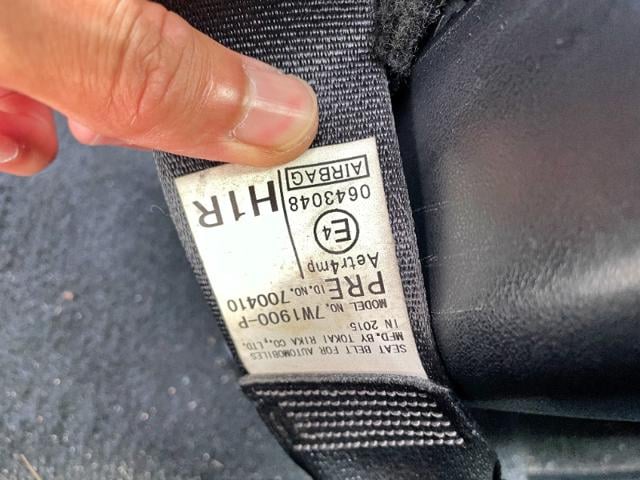 SEAT BELT FOR AUTOMOBILES
MFD.BY TOKAI RIKA CO.,LTD.
IN 2015
MODEL NO. 7W1900-P
PRE ID.NO.700410
Aetr4mp
E4
0643048
AIRBAG
H1R